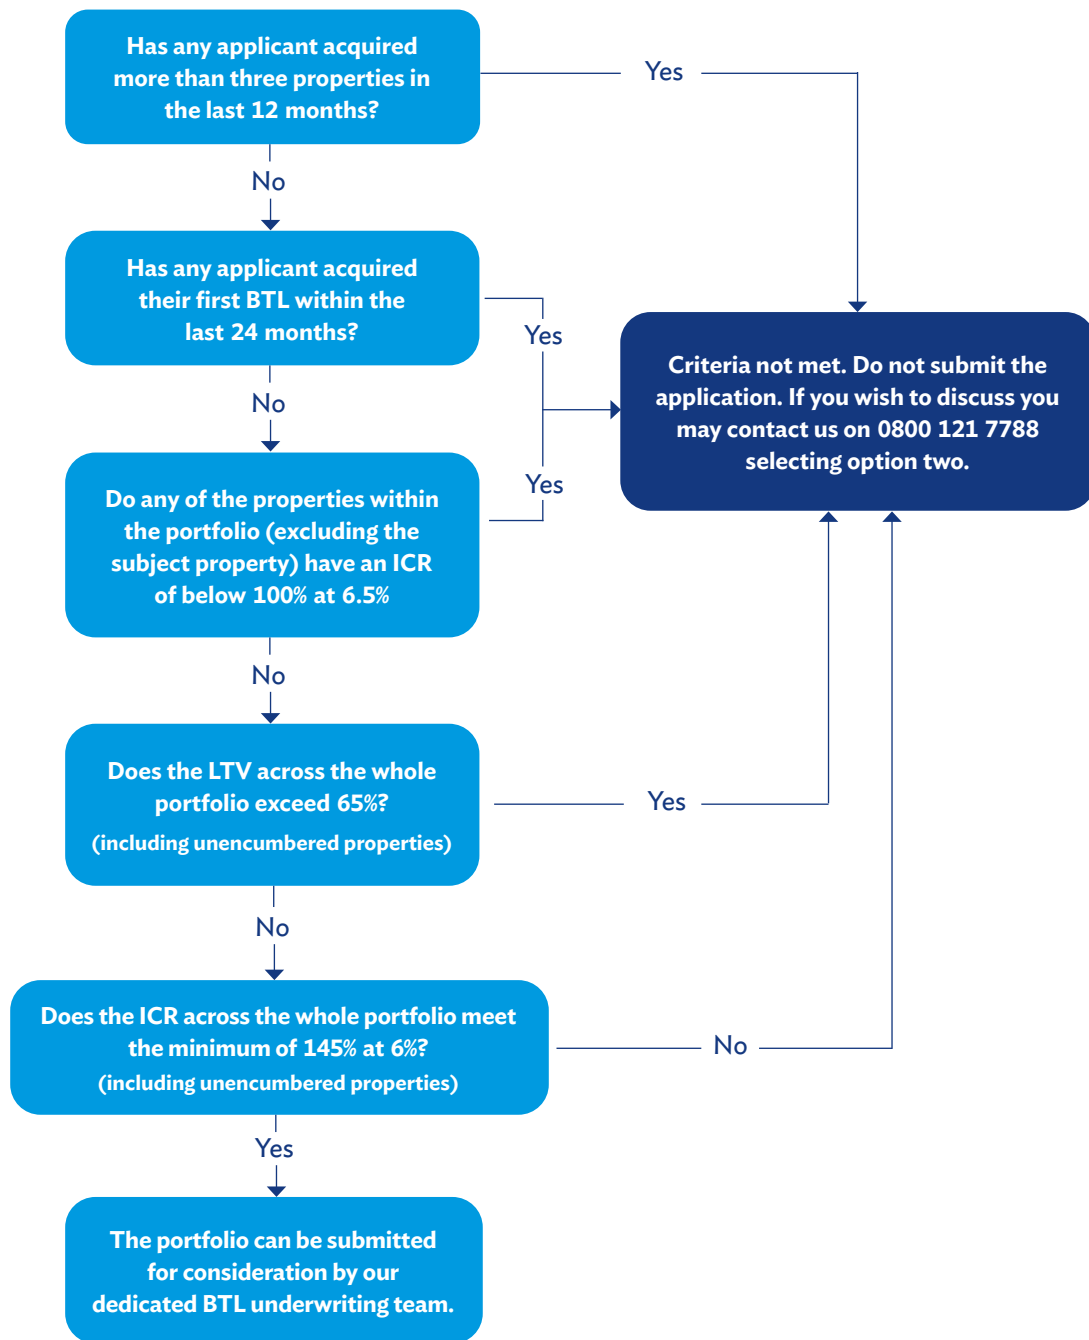 Has any applicant acquired
more than three properties in
the last 12 months?
Yes
No
Has any applicant acquired
their first BTL within the
last 24 months?
Yes
No
Criteria not met. Do not submit the
application. If you wish to discuss you
may contact us on 0800 121 7788
selecting option two.
Do any of the properties within
the portfolio (excluding the
subject property) have an ICR
of below 100% at 6.5%
Yes
No
Does the LTV across the whole
portfolio exceed 65%?
(including unencumbered properties)
Yes
No
Does the ICR across the whole portfolio meet
the minimum of 145% at 6%?
(including unencumbered properties)
No
Yes
The portfolio can be submitted
for consideration by our
dedicated BTL underwriting team.